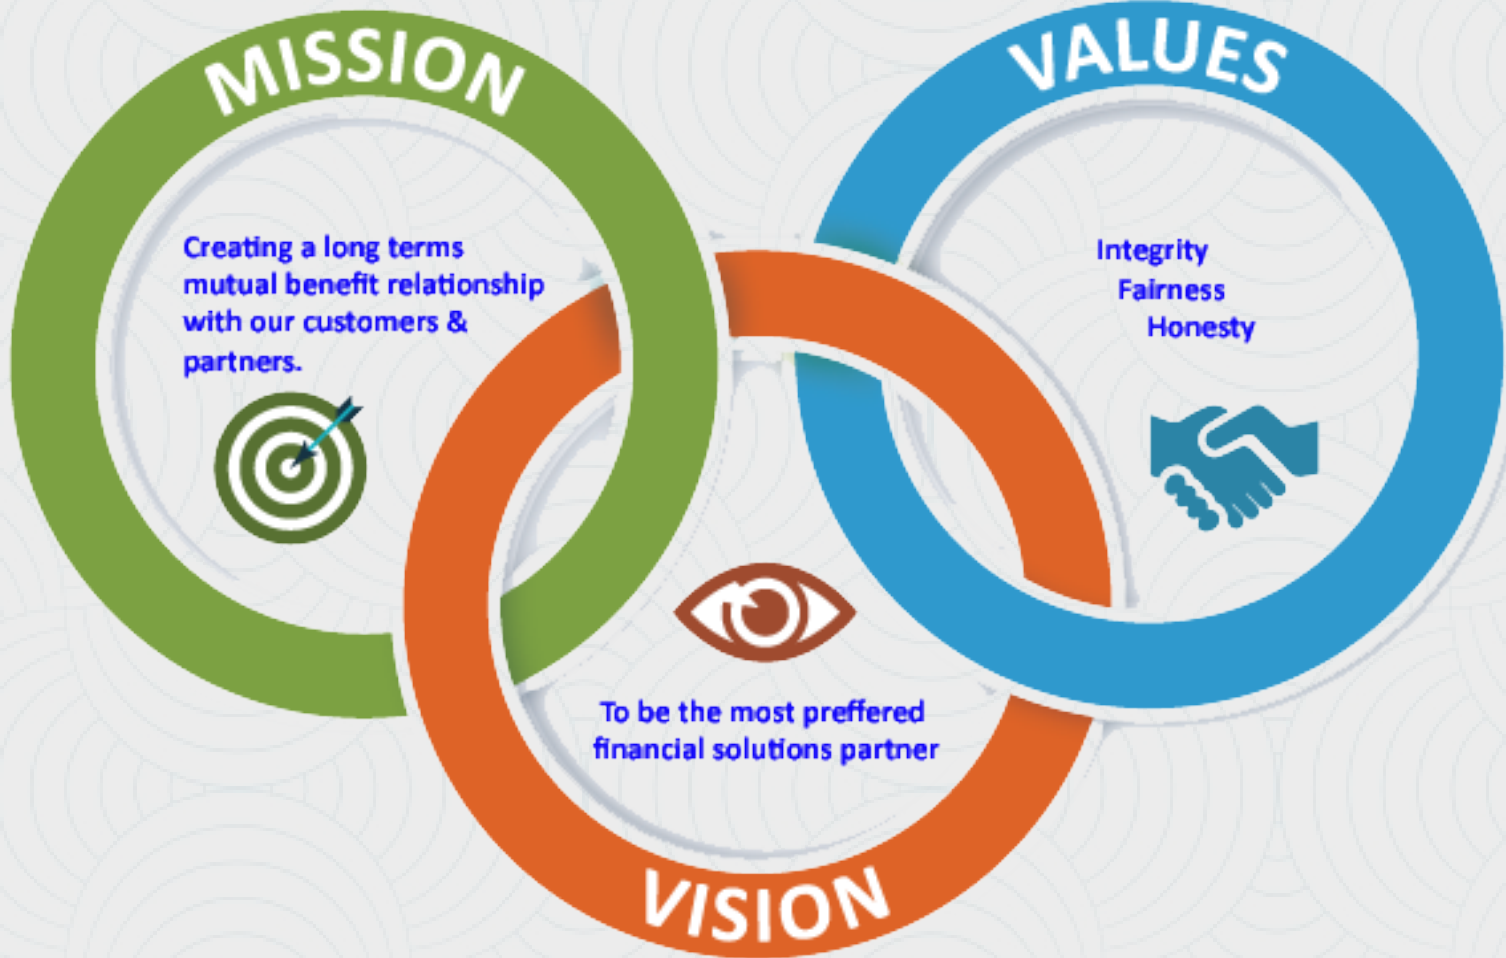 MISSION
Creating a long terms
mutual benefit relationship
with our customers &
partners.
VALUES
Integrity
Fairness
Honesty
To be the most preffered
financial solutions partner
VISION